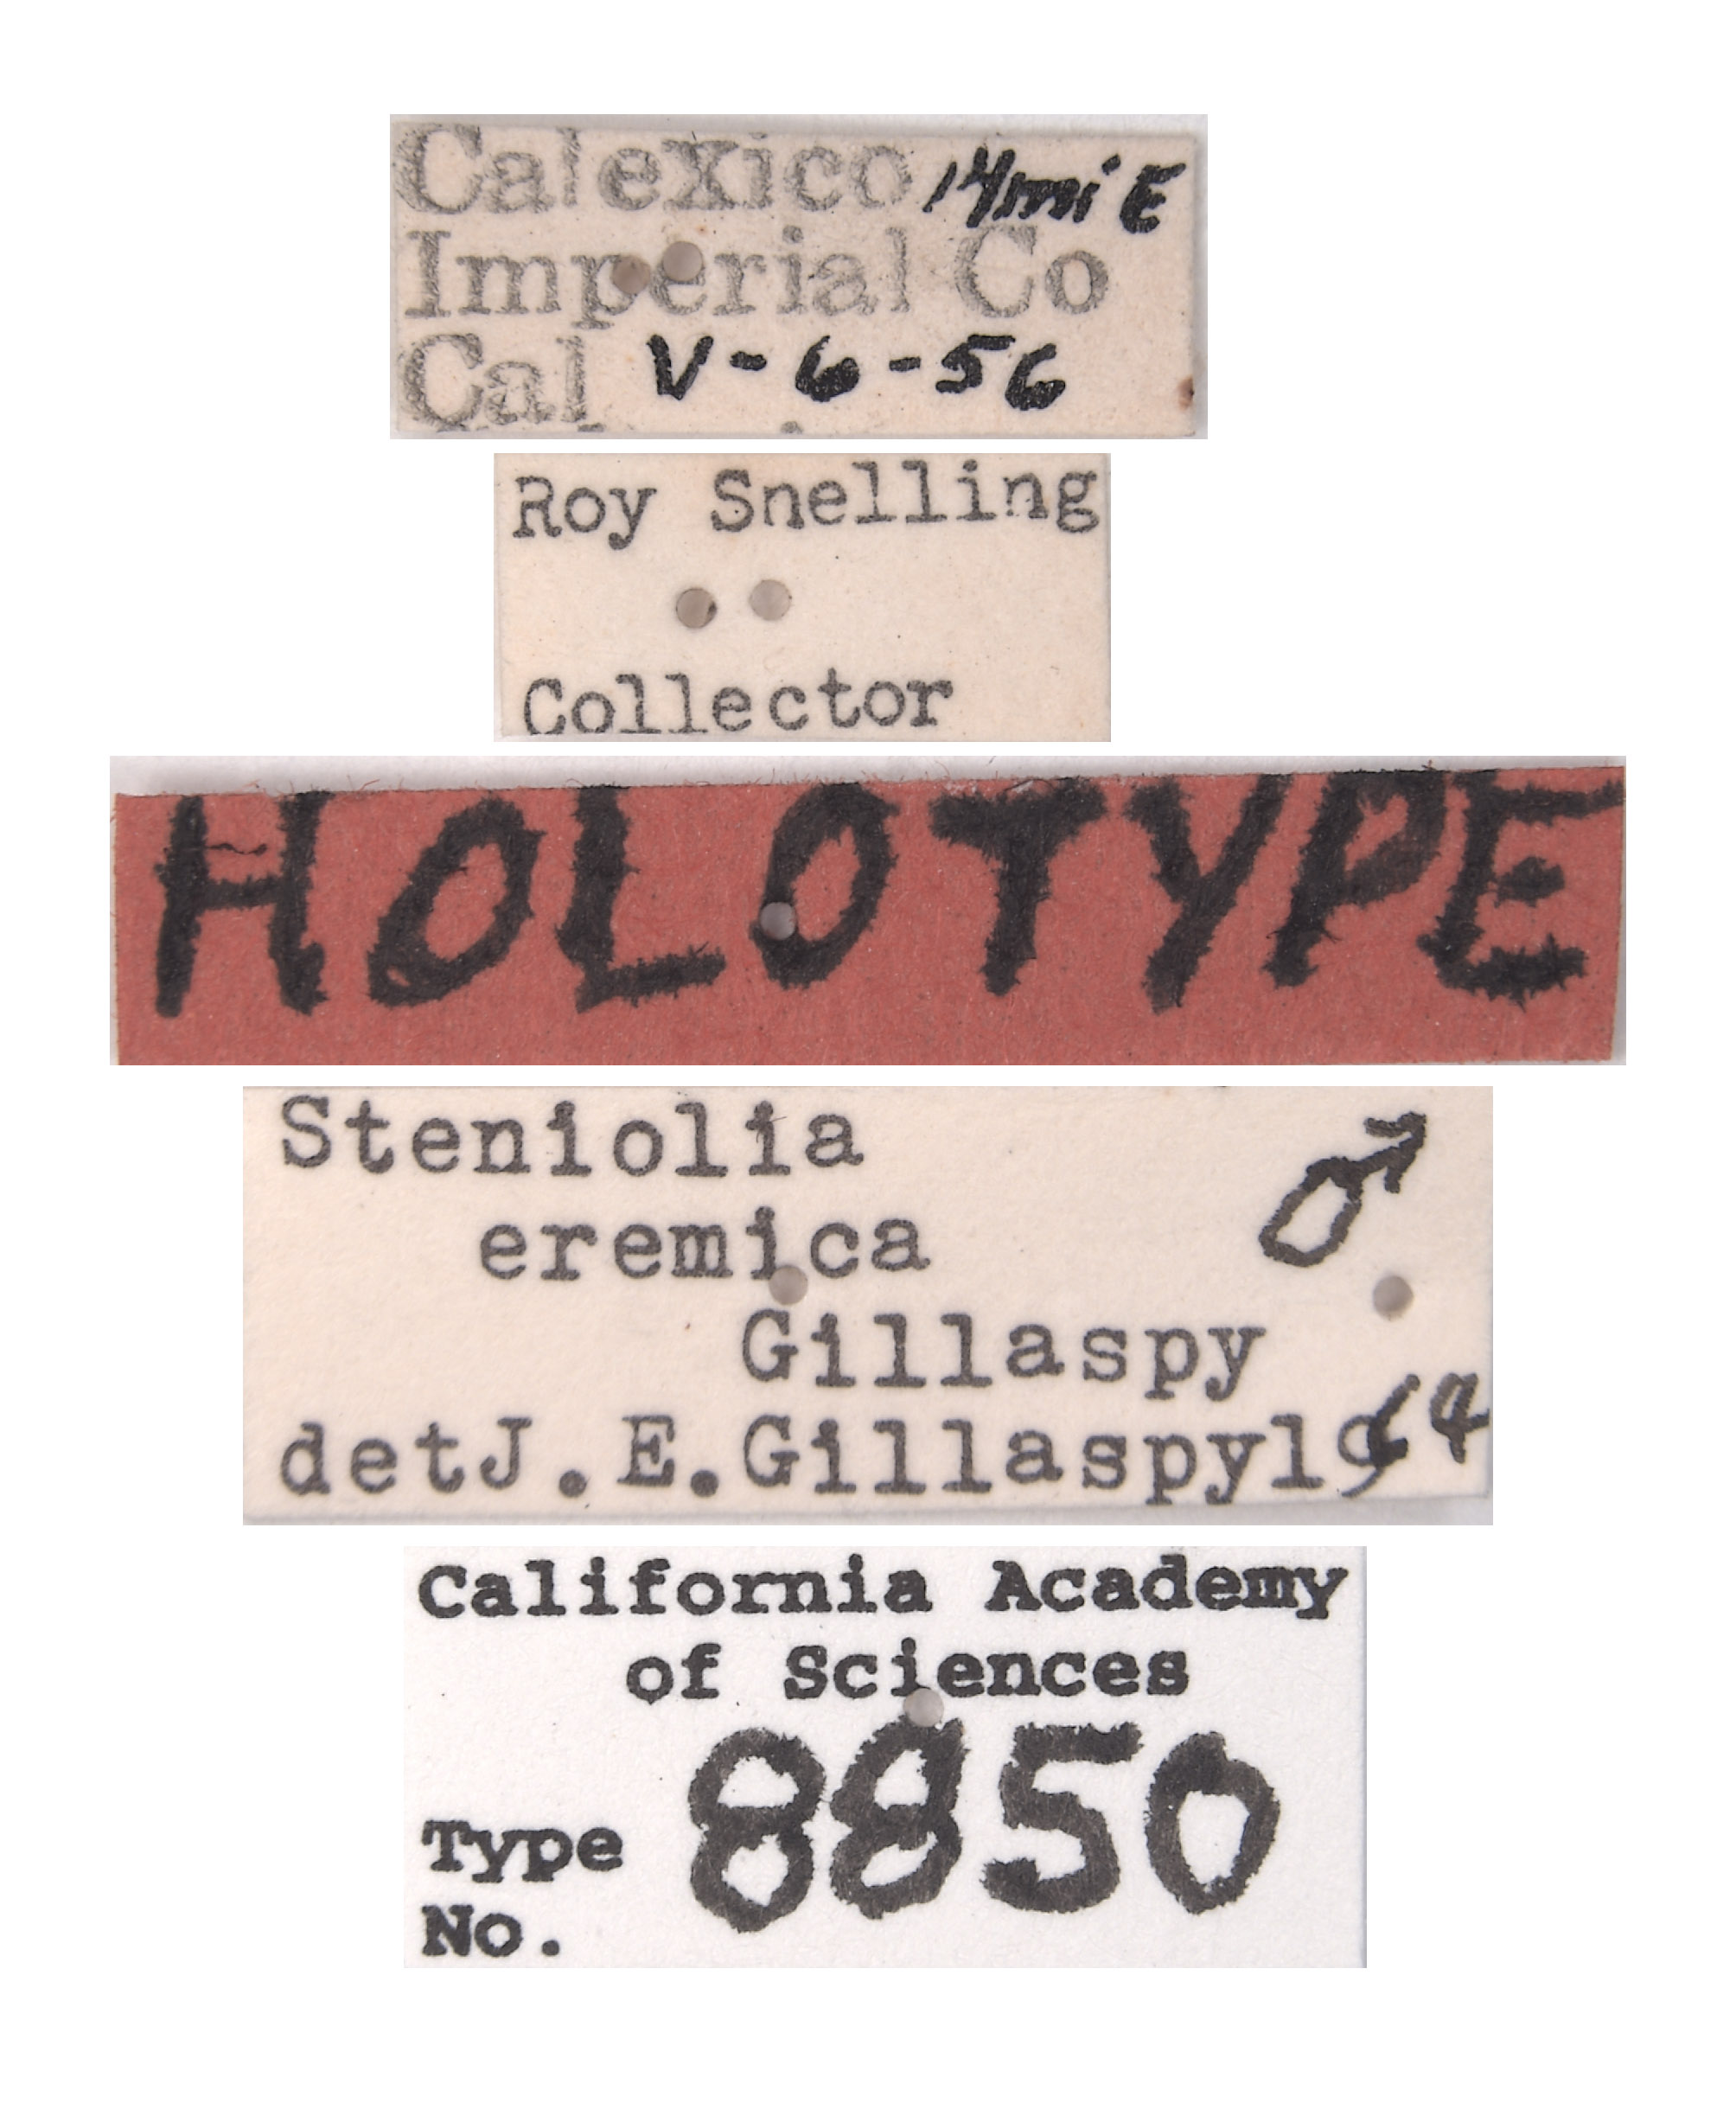 Calexico 14mi E
Imperial Co
Cal V-6-56
Roy Snelling
Collector
HOLOTYPE
Steniolia ♂
eremica
Gillaspy
detJ.E.Gillaspy1964
California Academy
of Sciences
Type 8850
No.